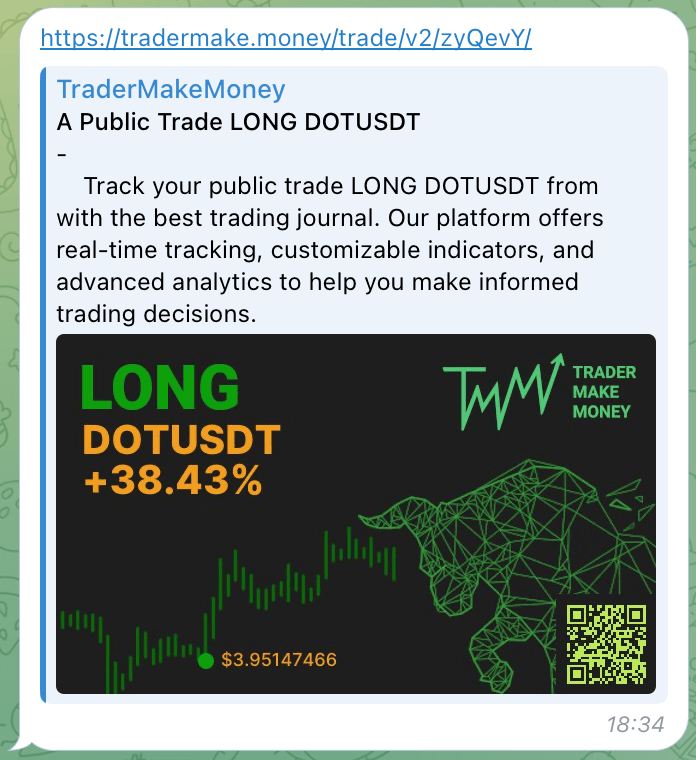 https://tradermake.money/trade/v2/zyQevY/
TraderMakeMoney
A Public Trade LONG DOTUSDT
-
Track your public trade LONG DOTUSDT from
with the best trading journal. Our platform offers
real-time tracking, customizable indicators, and
advanced analytics to help you make informed
trading decisions.
LONG
DOTUSDT
+38.43%
TMM
TRADER
MAKE
MONEY
$3.95147466
18:34